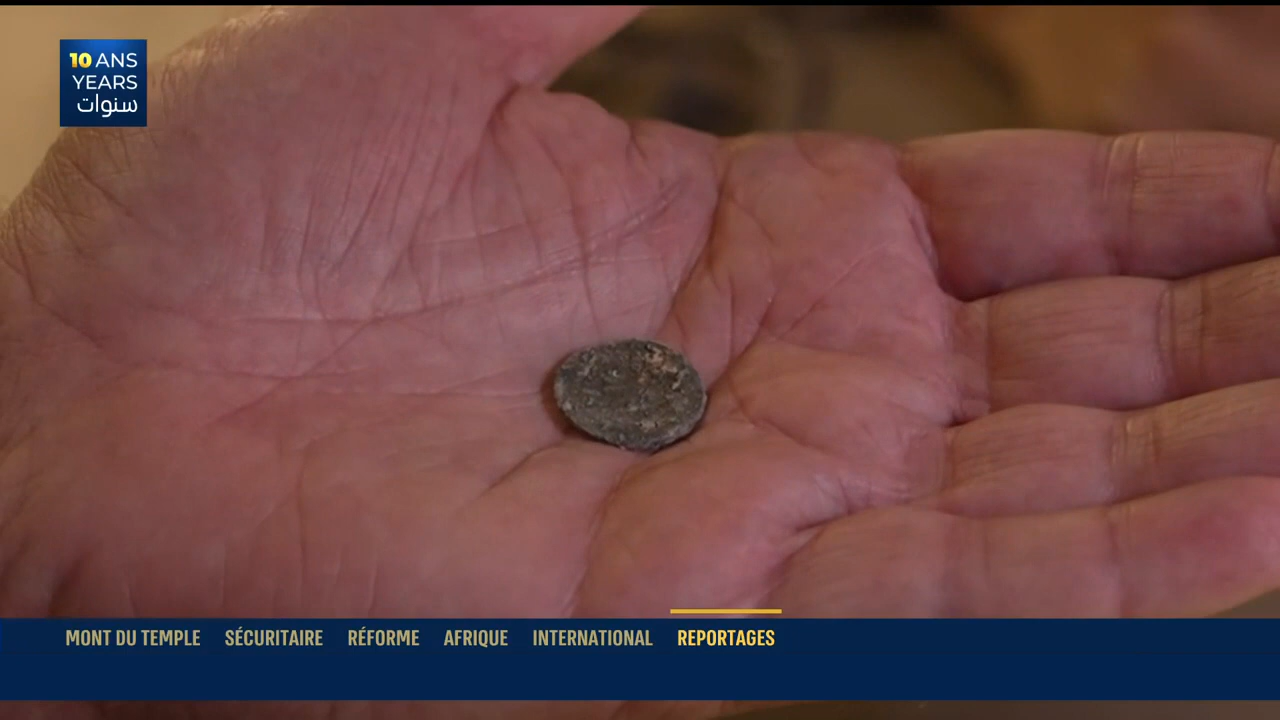 10 ANS
YEARS
سنوات
MONT DU TEMPLE SÉCURITAIRE RÉFORME AFRIQUE INTERNATIONAL REPORTAGES